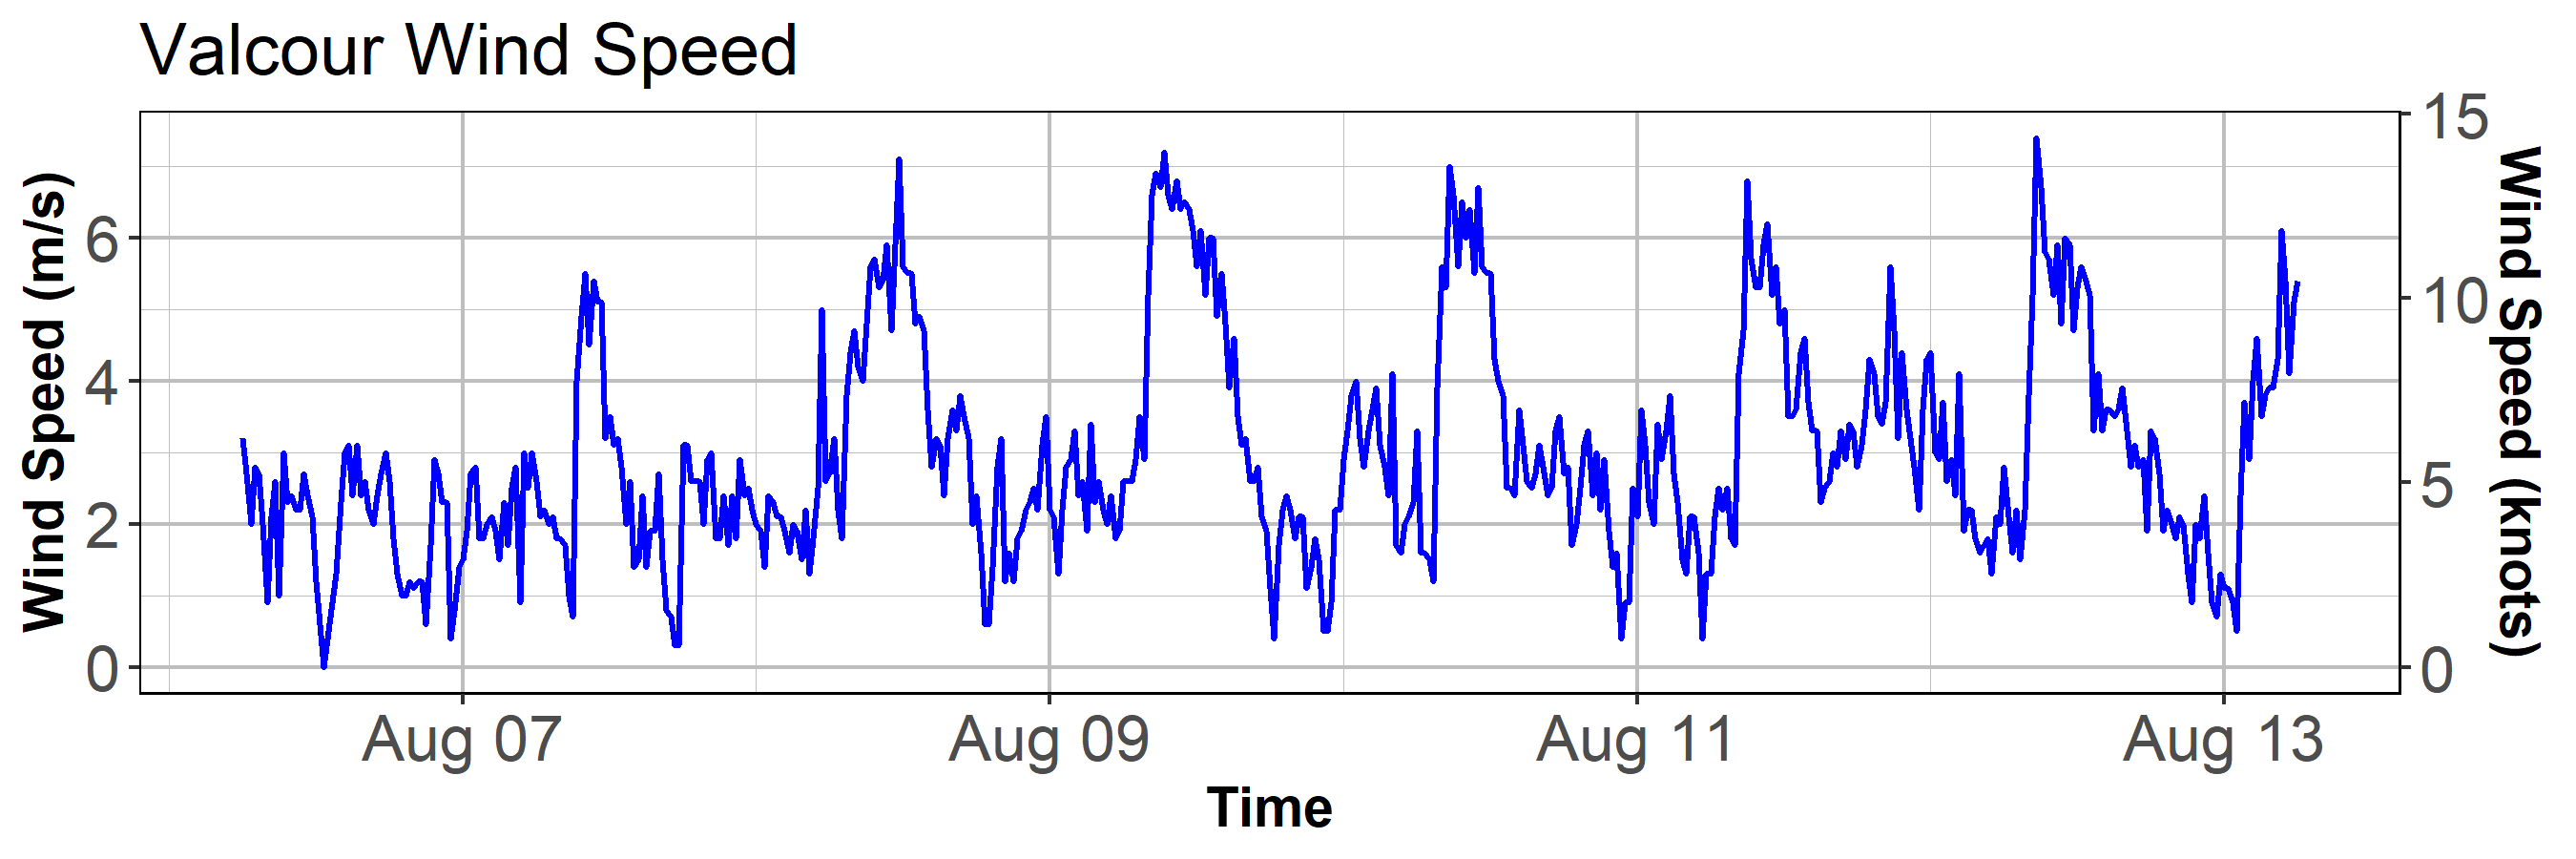 Valcour Wind Speed
Wind Speed (m/s)
6
4
2
0
15
10
5
0
Wind Speed (knots)
Aug 07 Aug 09 Aug 11 Aug 13
Time